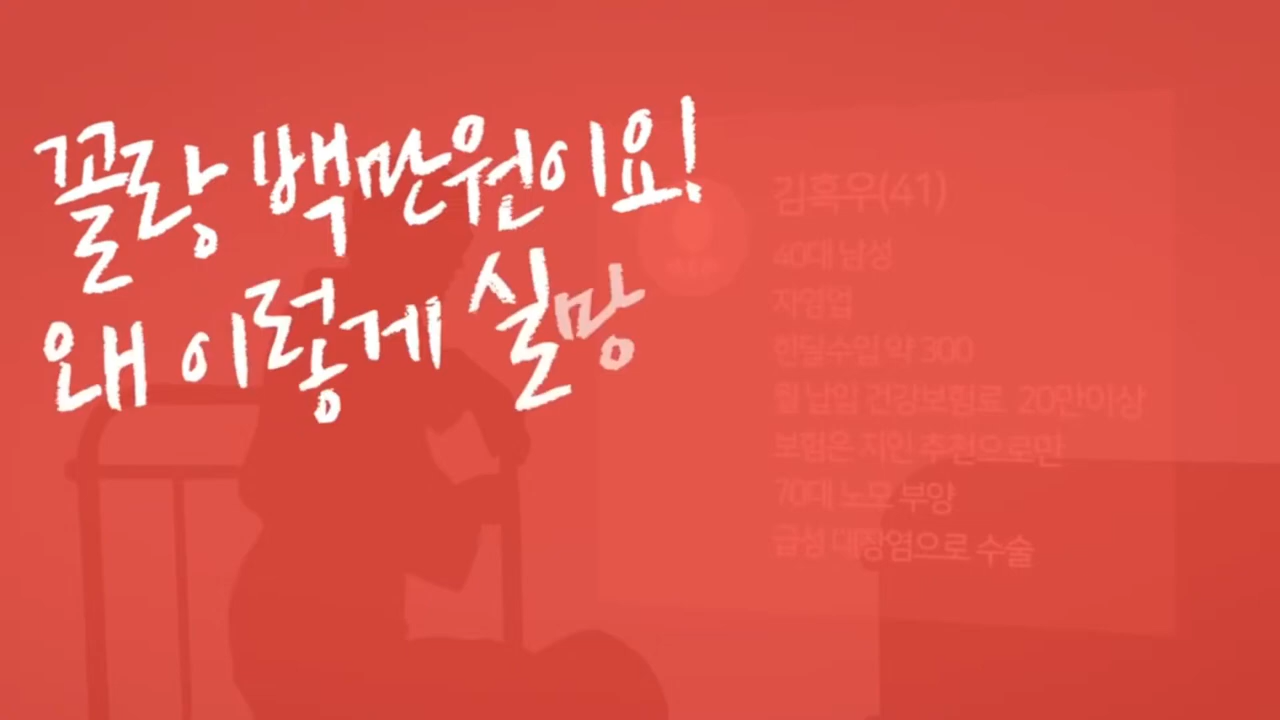 꼴랑 백만원이요!
왜 이렇게 실망
김흑우(41)
40대 남성
자영업
한달수입 약 300
월 납입 건강보험료 20만이상
보험은 지인 추천으로만
70대 노모 부양
급성 대장염으로 수술